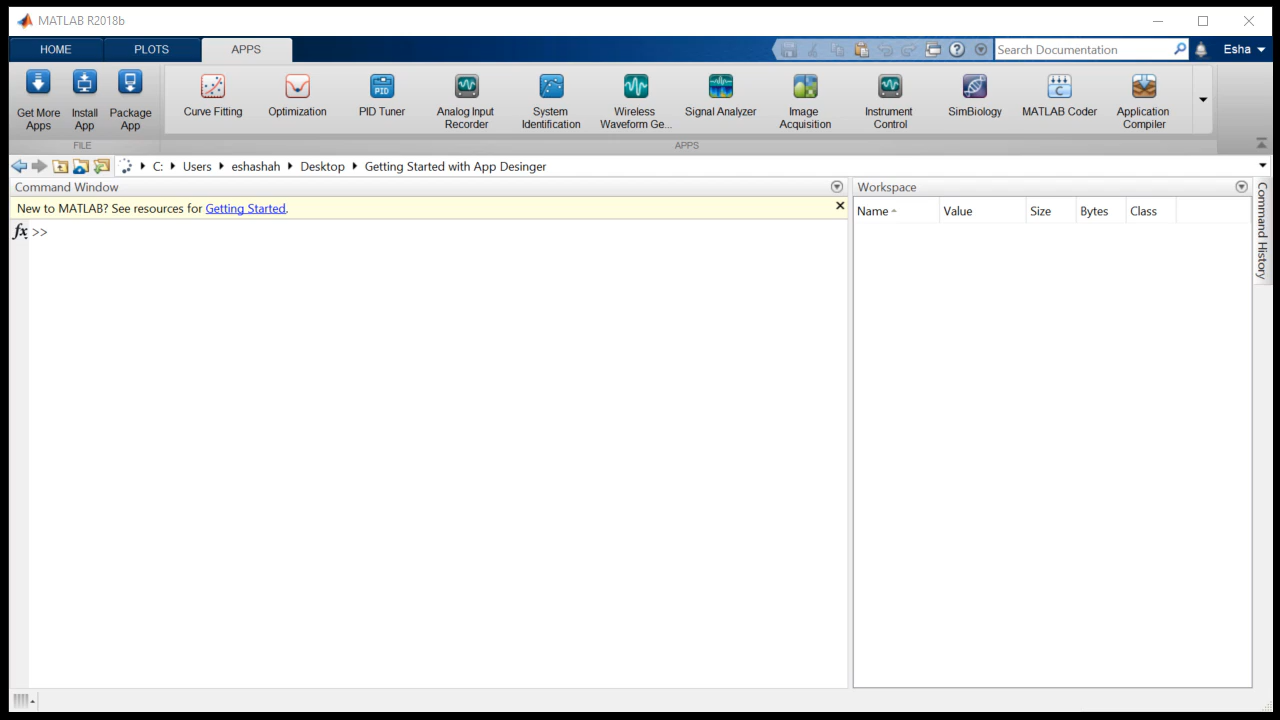 MATLAB R2018b
HOME PLOTS APPS
Search Documentation Esha
Get More Apps
Install App
Package App
Curve Fitting
Optimization
PID
PID Tuner
Analog Input Recorder
System Identification
Wireless Waveform Ge...
Signal Analyzer
Image Acquisition
Instrument Control
SimBiology
C
MATLAB Coder
Application Compiler
FILE APPS
C: Users eshashah Desktop Getting Started with App Desinger
Command Window
New to MATLAB? See resources for Getting Started.
fx >>
Workspace
Name Value Size Bytes Class
Command History